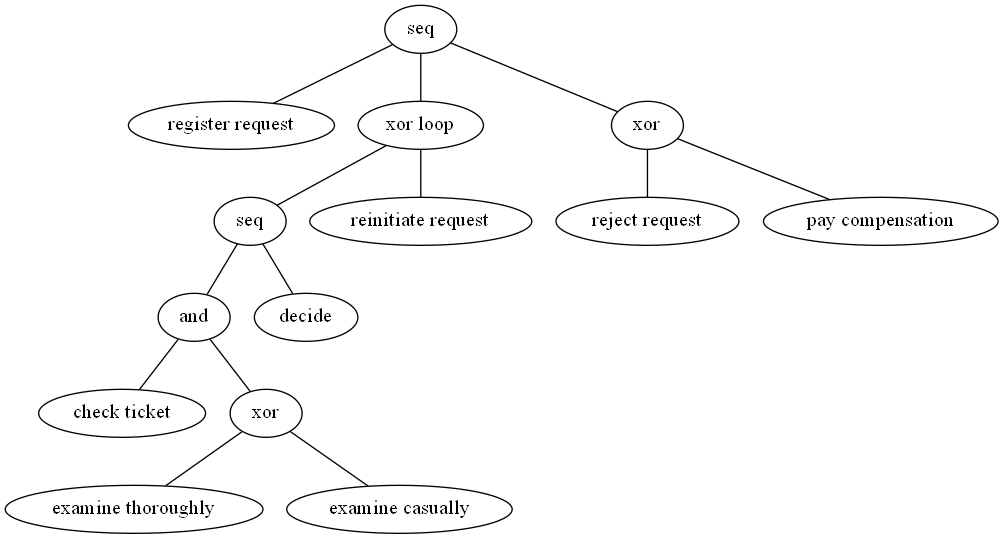 seq
register request
xor loop
xor
seq
reinitiate request
reject request
pay compensation
and
decide
check ticket
xor
examine thoroughly
examine casually